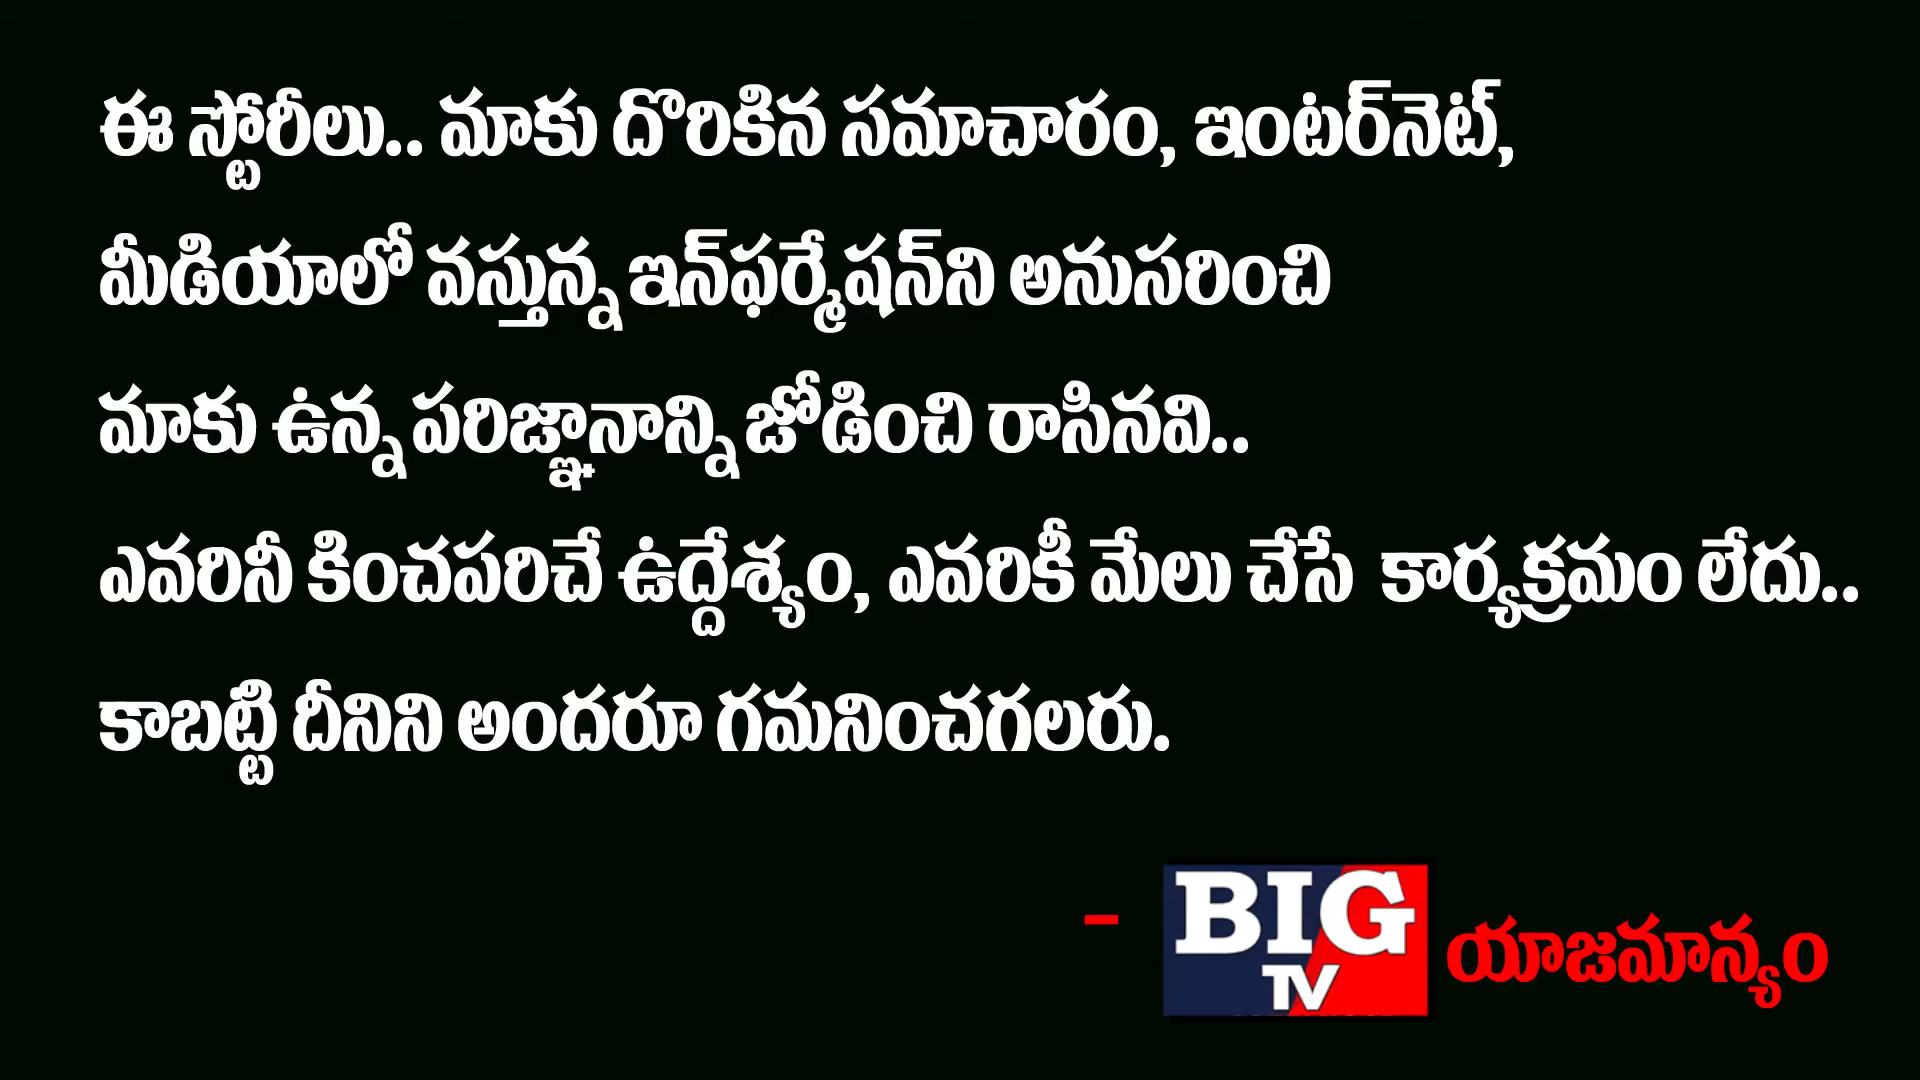 ఈ స్టోరీలు.. మాకు దొరికిన సమాచారం, ఇంటర్‌నెట్,
మీడియాలో వస్తున్న ఇన్‌ఫర్మేషన్‌ని అనుసరించి
మాకు ఉన్న పరిజ్ఞానాన్ని జోడించి రాసినవి..
ఎవరినీ కించపరిచే ఉద్దేశ్యం, ఎవరికీ మేలు చేసే కార్యక్రమం లేదు..
కాబట్టి దీనిని అందరూ గమనించగలరు.
- BIG TV యాజమాన్యం